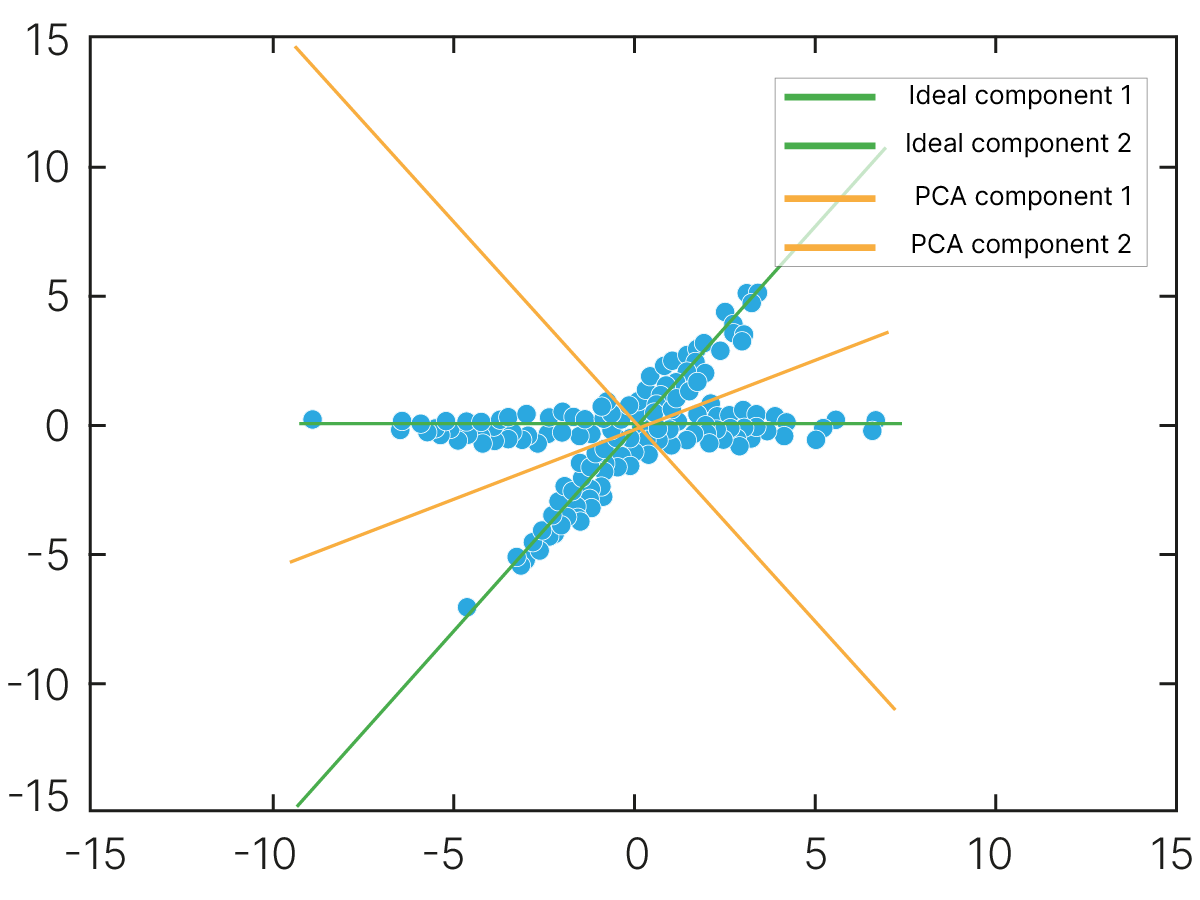 15
Ideal component 1
Ideal component 2
10
PCA component 1
PCA component 2
5
0
-5
-10
-15
-15 -10 -5 0 5 10 15